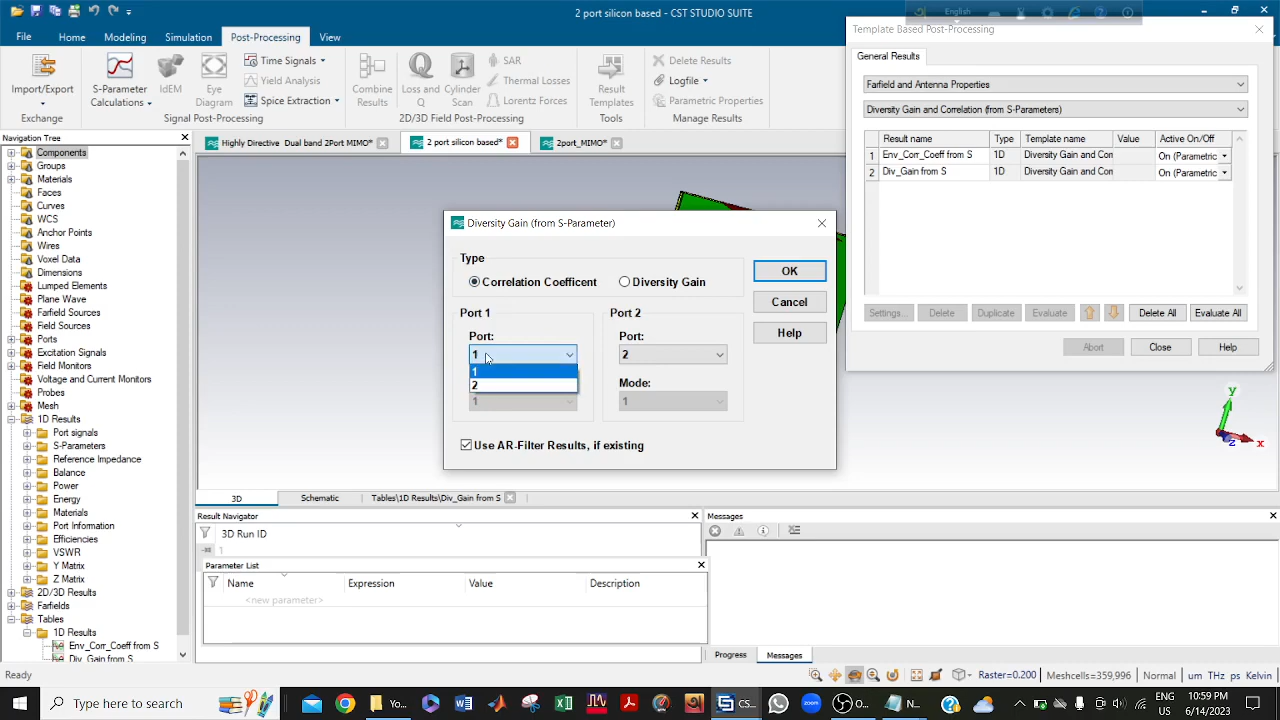 2 port silicon based - CST STUDIO SUITE
English
File Home Modeling Simulation Post-Processing View
Import/Export
Exchange
S-Parameter Calculations
IdEM
Eye Diagram
Time Signals
Yield Analysis
Spice Extraction
Signal Post-Processing
Combine Results
Loss and Q
Cylinder Scan
SAR
Thermal Losses
Lorentz Forces
2D/3D Field Post-Processing
Result Templates
Tools
Delete Results
Logfile
Parametric Properties
Manage Results
Template Based Post-Processing
General Results
Farfield and Antenna Properties
Diversity Gain and Correlation (from S-Parameters)
Result name Type Template name Value Active On/Off
1 Env_Corr_Coeff from S 1D Diversity Gain and Corr On (Parametric
2 Div_Gain from S 1D Diversity Gain and Corr On (Parametric
Settings... Delete Duplicate Evaluate Delete All Evaluate All
Abort Close Help
Navigation Tree
Components
Groups
Materials
Faces
Curves
WCS
Anchor Points
Wires
Voxel Data
Dimensions
Lumped Elements
Plane Wave
Farfield Sources
Field Sources
Ports
Excitation Signals
Field Monitors
Voltage and Current Monitors
Probes
Mesh
1D Results
Port signals
S-Parameters
Reference Impedance
Balance
Power
Energy
Materials
Port Information
Efficiencies
VSWR
Y Matrix
Z Matrix
2D/3D Results
Farfields
Tables
1D Results
Env_Corr_Coeff from S
Div_Gain from S
Highly Directive Dual band 2Port MIMO*
2 port silicon based*
2port_MIMO*
Diversity Gain (from S-Parameter)
Type
Correlation Coefficent
Diversity Gain
OK
Cancel
Help
Port 1
Port:
1
1
2
1
Port 2
Port:
2
Mode:
1
Use AR-Filter Results, if existing
y
x
z
3D Schematic Tables\1D Results\Div_Gain from S
Result Navigator
3D Run ID
1
Parameter List
Name Expression Value Description
<new parameter>
Messages
Progress Messages
Ready
Raster=0.200 Meshcells=359,996 Normal um THz ps Kelvin
Type here to search
Yo...
C...
(O...
N...
ENG
10:59 PM
6/14/2023